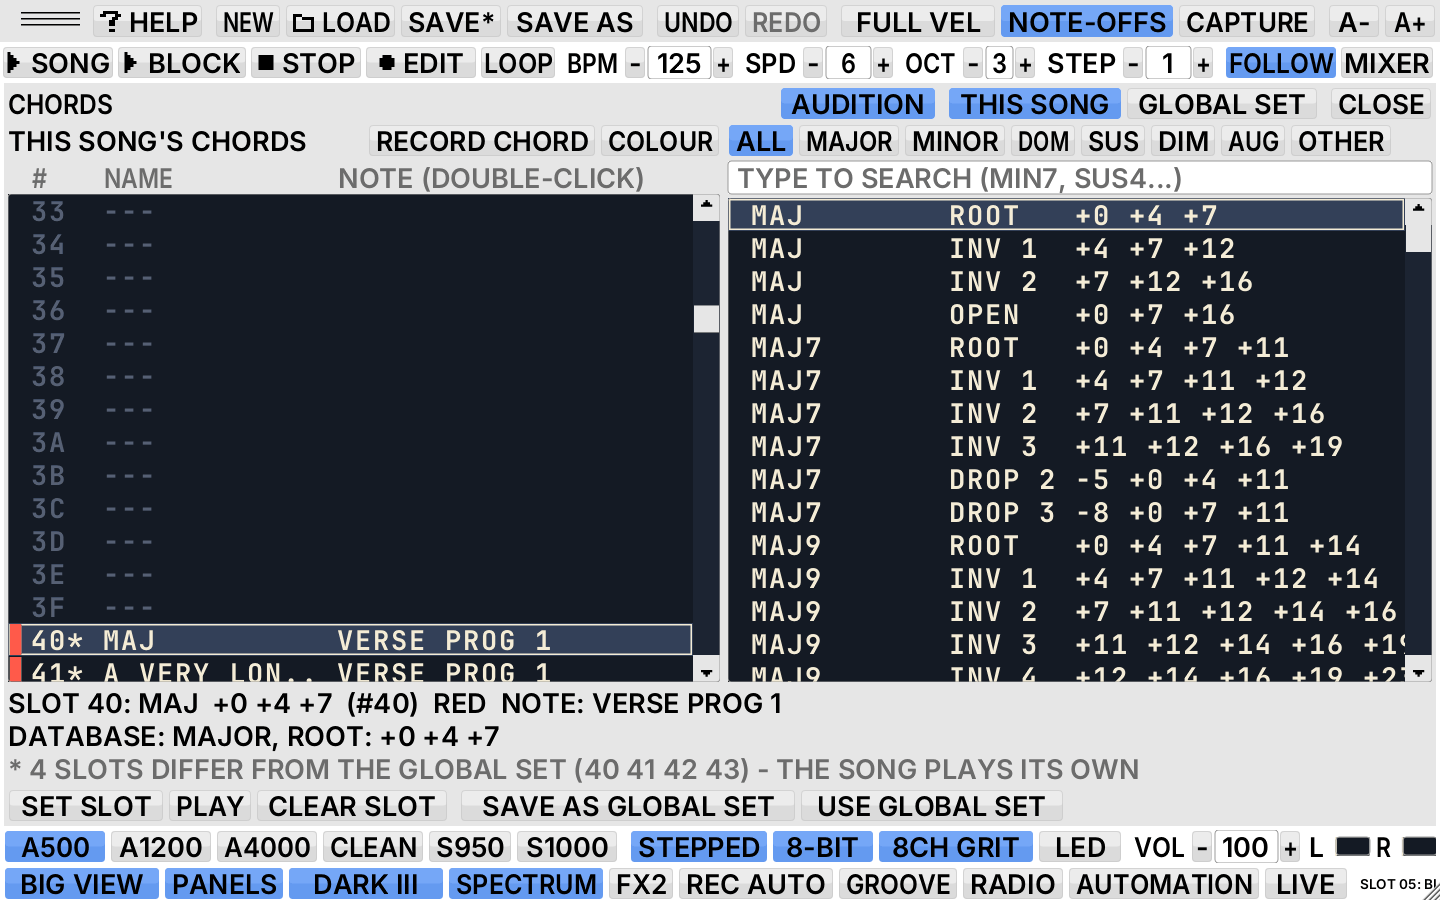 HELP NEW LOAD SAVE* SAVE AS UNDO REDO FULL VEL NOTE-OFFS CAPTURE A- A+
SONG BLOCK STOP EDIT LOOP BPM - 125 + SPD - 6 + OCT - 3 + STEP - 1 + FOLLOW MIXER
CHORDS AUDITION THIS SONG GLOBAL SET CLOSE
THIS SONG'S CHORDS RECORD CHORD COLOUR ALL MAJOR MINOR DOM SUS DIM AUG OTHER
# NAME NOTE (DOUBLE-CLICK)
33 ---
34 ---
35 ---
36 ---
37 ---
38 ---
39 ---
3A ---
3B ---
3C ---
3D ---
3E ---
3F ---
40* MAJ VERSE PROG 1
41* A VERY LON.. VERSE PROG 1
TYPE TO SEARCH (MIN7, SUS4...)
MAJ ROOT +0 +4 +7
MAJ INV 1 +4 +7 +12
MAJ INV 2 +7 +12 +16
MAJ OPEN +0 +7 +16
MAJ7 ROOT +0 +4 +7 +11
MAJ7 INV 1 +4 +7 +11 +12
MAJ7 INV 2 +7 +11 +12 +16
MAJ7 INV 3 +11 +12 +16 +19
MAJ7 DROP 2 -5 +0 +4 +11
MAJ7 DROP 3 -8 +0 +7 +11
MAJ9 ROOT +0 +4 +7 +11 +14
MAJ9 INV 1 +4 +7 +11 +12 +14
MAJ9 INV 2 +7 +11 +12 +14 +16
MAJ9 INV 3 +11 +12 +14 +16 +19
MAJ9 INV 4 +12 +14 +16 +19
SLOT 40: MAJ +0 +4 +7 (#40) RED NOTE: VERSE PROG 1
DATABASE: MAJOR, ROOT: +0 +4 +7
* 4 SLOTS DIFFER FROM THE GLOBAL SET (40 41 42 43) - THE SONG PLAYS ITS OWN
SET SLOT PLAY CLEAR SLOT SAVE AS GLOBAL SET USE GLOBAL SET
A500 A1200 A4000 CLEAN S950 S1000 STEPPED 8-BIT 8CH GRIT LED VOL - 100 + L R
BIG VIEW PANELS DARK III SPECTRUM FX2 REC AUTO GROOVE RADIO AUTOMATION LIVE SLOT 05: